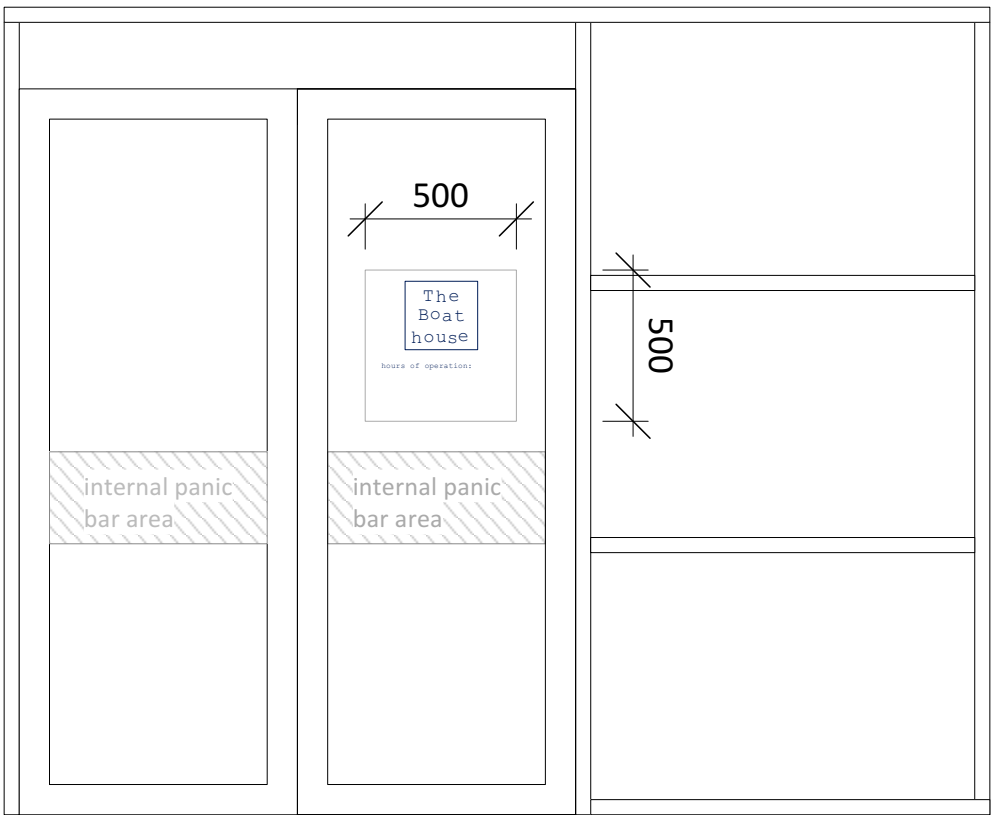 500
The
Boat
house
hours of operation:
500
internal panic
bar area
internal panic
bar area